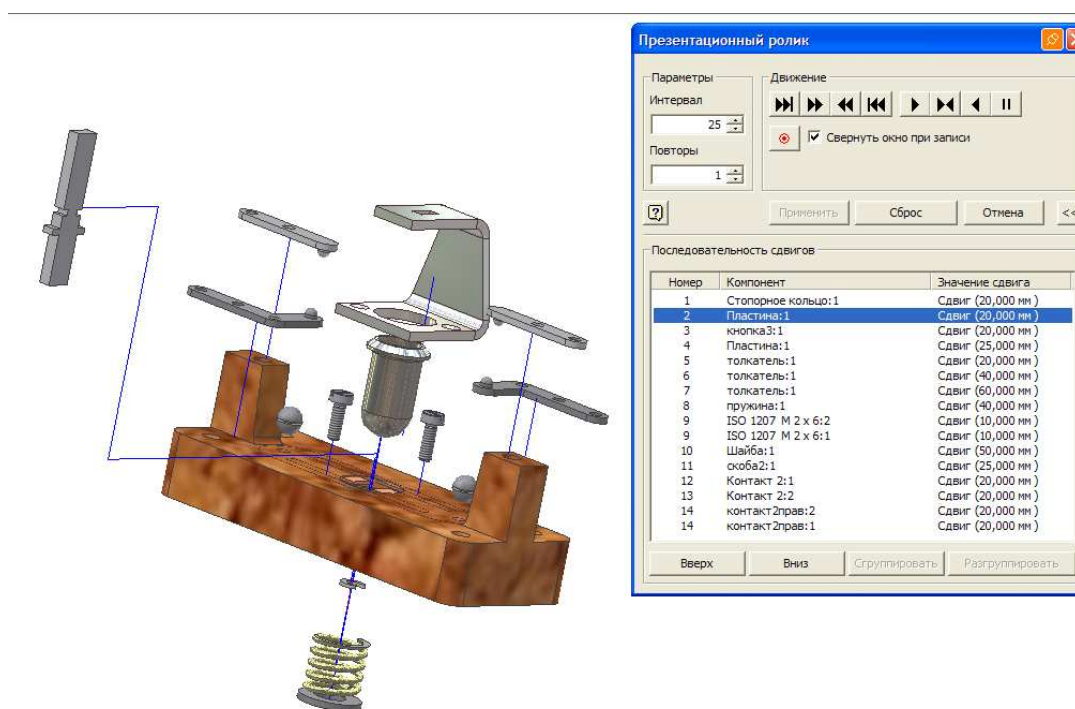 Презентационный ролик
Параметры
Движение
Интервал
25
Свернуть окно при записи
Повторы
1
Применить Сброс Отмена <<
Последовательность сдвигов
Номер Компонент Значение сдвига
1 Стопорное кольцо:1 Сдвиг (20,000 мм )
2 Пластина:1 Сдвиг (20,000 мм )
3 кнопка3:1 Сдвиг (20,000 мм )
4 Пластина:1 Сдвиг (25,000 мм )
5 толкатель:1 Сдвиг (20,000 мм )
6 толкатель:1 Сдвиг (40,000 мм )
7 толкатель:1 Сдвиг (60,000 мм )
8 пружина:1 Сдвиг (40,000 мм )
9 ISO 1207 M 2 x 6:2 Сдвиг (10,000 мм )
9 ISO 1207 M 2 x 6:1 Сдвиг (10,000 мм )
10 Шайба:1 Сдвиг (50,000 мм )
11 скоба2:1 Сдвиг (25,000 мм )
12 Контакт 2:1 Сдвиг (20,000 мм )
13 Контакт 2:2 Сдвиг (20,000 мм )
14 контакт2прав:2 Сдвиг (20,000 мм )
14 контакт2прав:1 Сдвиг (20,000 мм )
Вверх Вниз Сгруппировать Разгруппировать